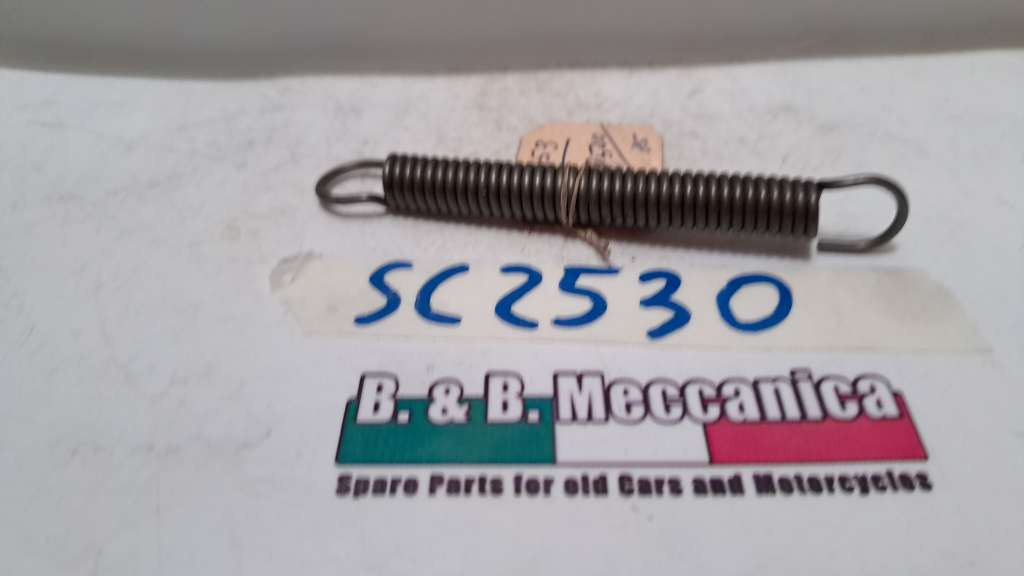 SC2530
B. & B. Meccanica
Spare Parts for old Cars and Motorcycles